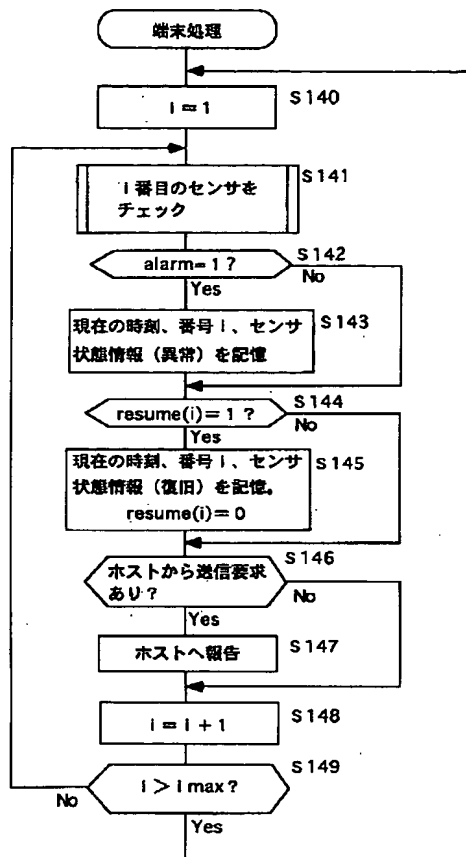 端末処理
i = 1
S140
i 番目のセンサを
チェック
S141
alarm= 1 ?
S142
No
Yes
現在の時刻、番号 i 、センサ
状態情報（異常）を記憶
S143
resume(i)= 1 ?
S144
No
Yes
現在の時刻、番号 i 、センサ
状態情報（復旧）を記憶。
resume(i)= 0
S145
ホストから送信要求
あり？
S146
No
Yes
ホストへ報告
S147
i = i + 1
S148
i > i max ?
S149
No
Yes